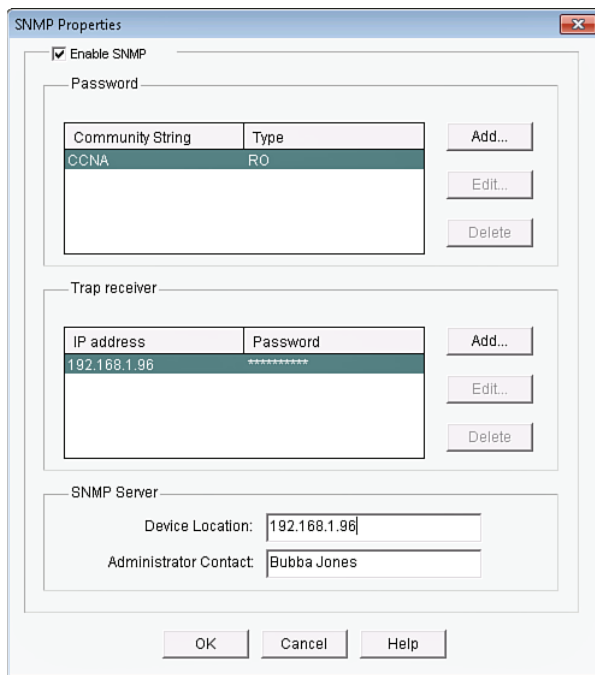 SNMP Properties
Enable SNMP
Password
Community String Type
CCNA RO
Add...
Edit...
Delete
Trap receiver
IP address Password
192.168.1.96 **********
Add...
Edit...
Delete
SNMP Server
Device Location: 192.168.1.96
Administrator Contact: Bubba Jones
OK Cancel Help